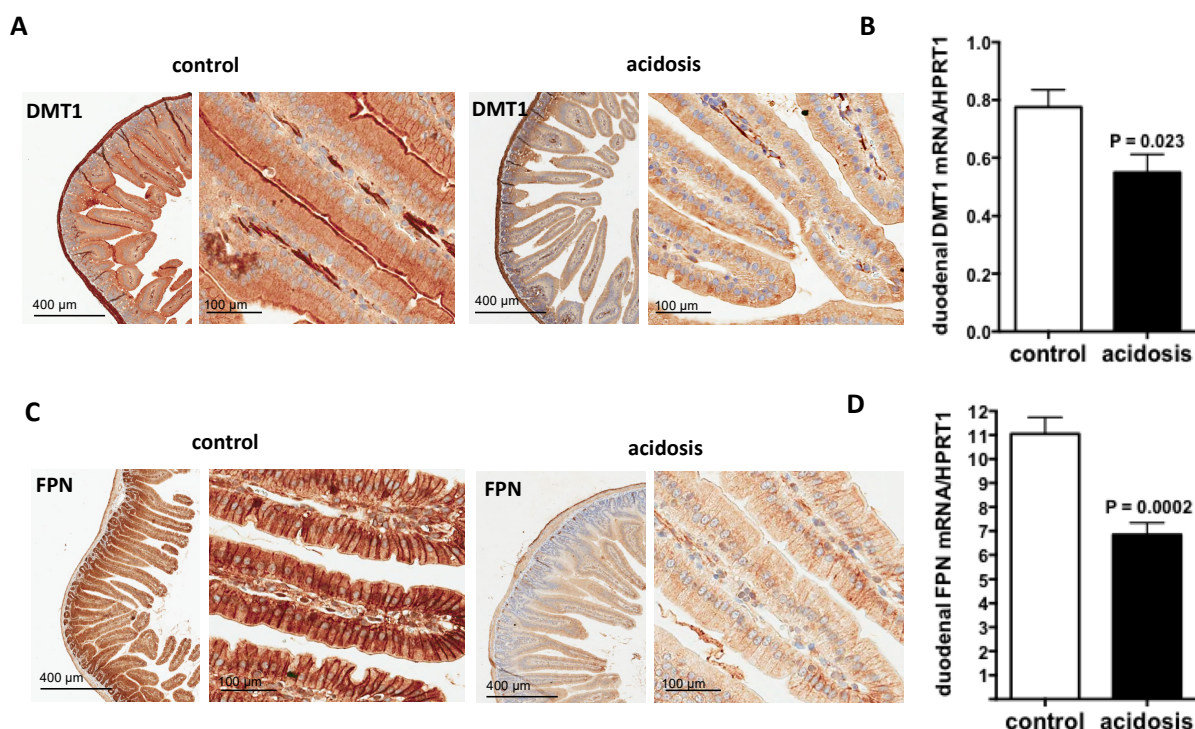 A
control
acidosis
DMT1
400 µm
100 µm
DMT1
400 µm
100 µm
B
duodenal DMT1 mRNA/HPRT1
1.0
0.8
0.6
0.4
0.2
0.0
P = 0.023
control
acidosis
C
control
acidosis
FPN
400 µm
100 µm
FPN
400 µm
100 µm
D
duodenal FPN mRNA/HPRT1
12
11
10
9
8
7
6
5
4
3
2
1
P = 0.0002
control
acidosis